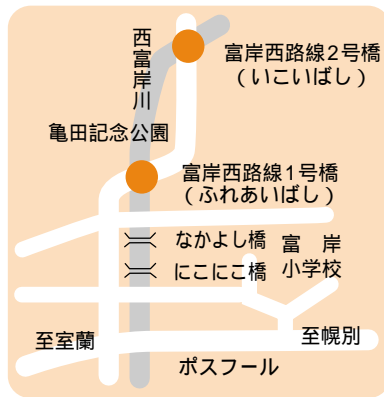 西富岸川
富岸西路線2号橋
(いこいばし)
亀田記念公園
富岸西路線1号橋
(ふれあいばし)
なかよし橋
富岸
小学校
にこにこ橋
至室蘭
至幌別
ポスフール